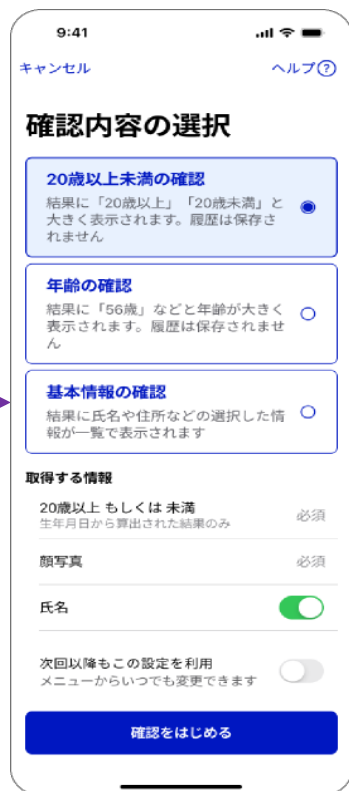 9:41
キャンセル
ヘルプ?
確認内容の選択
20歳以上未満の確認
結果に「20歳以上」「20歳未満」と
大きく表示されます。履歴は保存さ
れません
年齢の確認
結果に「56歳」などと年齢が大きく
表示されます。履歴は保存されませ
ん
基本情報の確認
結果に氏名や住所などの選択した情
報が一覧で表示されます
取得する情報
20歳以上 もしくは 未満
生年月日から算出された結果のみ
必須
顔写真
必須
氏名
次回以降もこの設定を利用
メニューからいつでも変更できます
確認をはじめる